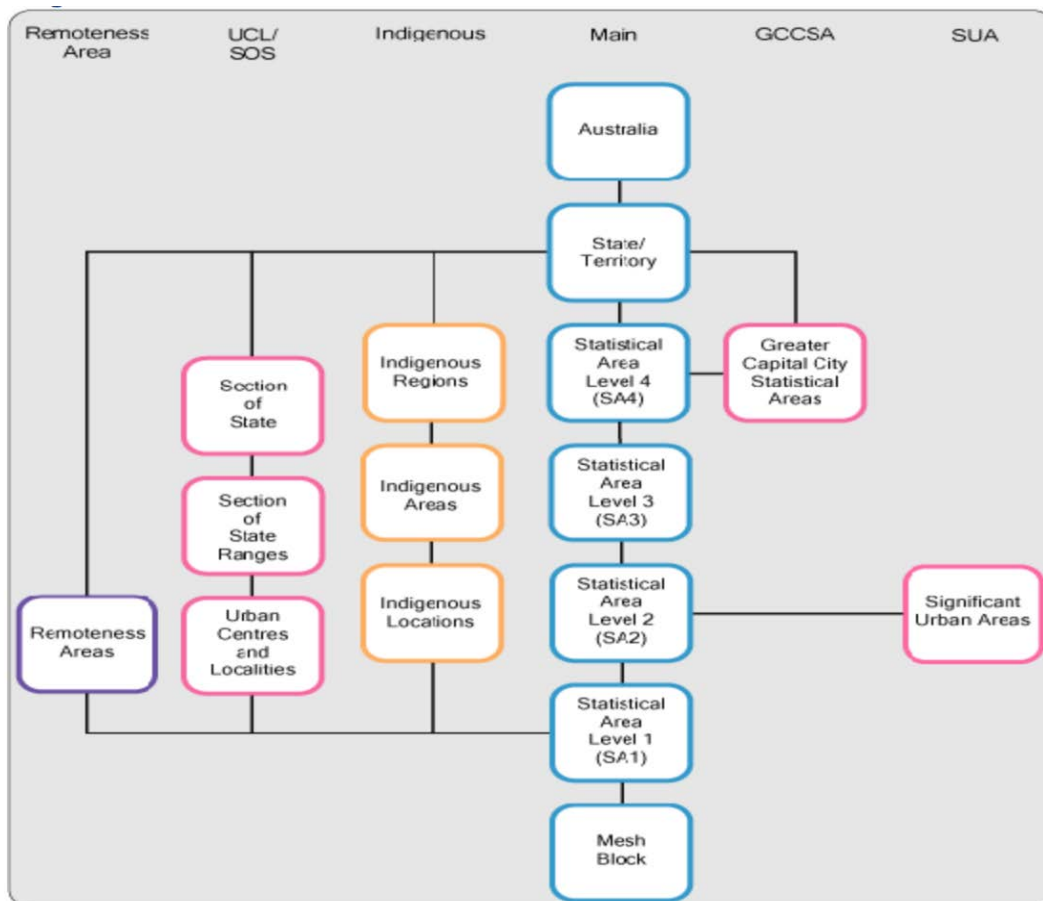 Remoteness
Area
UCL/
SOS
Indigenous
Main
GCCSA
SUA
Australia
State/
Territory
Section
of
State
Indigenous
Regions
Statistical
Area
Level 4
(SA4)
Greater
Capital City
Statistical
Areas
Section
of
State
Ranges
Indigenous
Areas
Statistical
Area
Level 3
(SA3)
Remoteness
Areas
Urban
Centres
and
Localities
Indigenous
Locations
Statistical
Area
Level 2
(SA2)
Significant
Urban Areas
Statistical
Area
Level 1
(SA1)
Mesh
Block